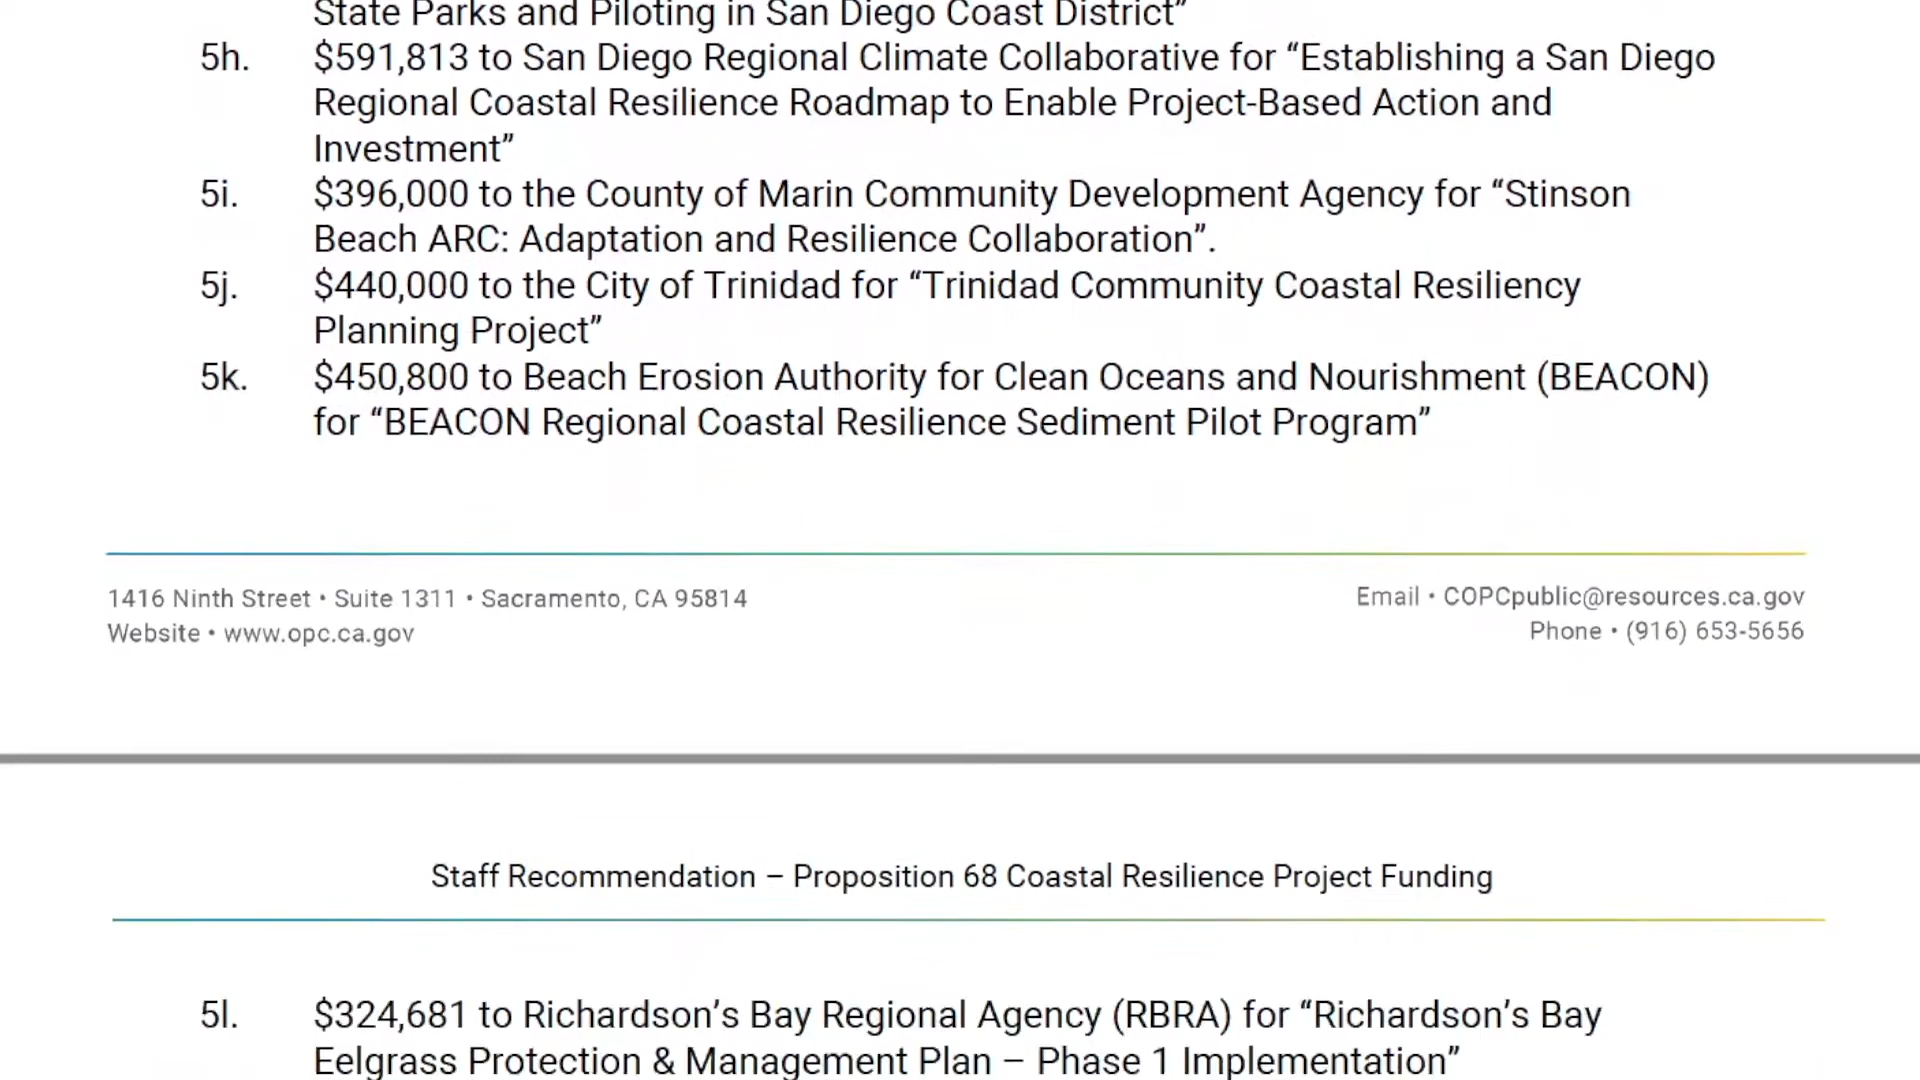 State Parks and Piloting in San Diego Coast District”
5h. $591,813 to San Diego Regional Climate Collaborative for “Establishing a San Diego
Regional Coastal Resilience Roadmap to Enable Project-Based Action and
Investment”
5i. $396,000 to the County of Marin Community Development Agency for “Stinson
Beach ARC: Adaptation and Resilience Collaboration”.
5j. $440,000 to the City of Trinidad for “Trinidad Community Coastal Resiliency
Planning Project”
5k. $450,800 to Beach Erosion Authority for Clean Oceans and Nourishment (BEACON)
for “BEACON Regional Coastal Resilience Sediment Pilot Program”
1416 Ninth Street • Suite 1311 • Sacramento, CA 95814
Website • www.opc.ca.gov
Email • COPCpublic@resources.ca.gov
Phone • (916) 653-5656
Staff Recommendation – Proposition 68 Coastal Resilience Project Funding
5l. $324,681 to Richardson’s Bay Regional Agency (RBRA) for “Richardson’s Bay
Eelgrass Protection & Management Plan – Phase 1 Implementation”